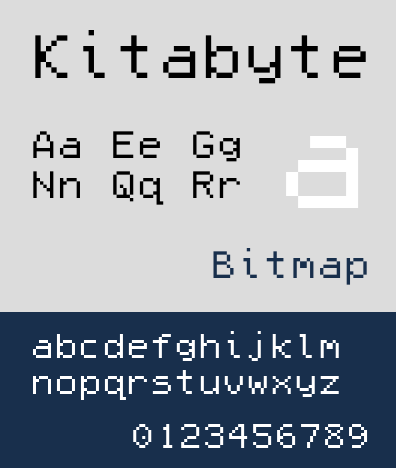 Kitabyte
Aa Ee Gg
Nn Qq Rr
a
Bitmap
abcdefghijklm
nopqrstuvwxyz
0123456789